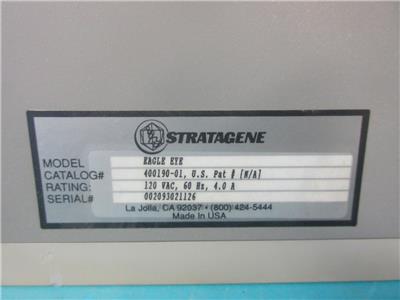 STRATAGENE
MODEL EAGLE EYE
CATALOG# 400190-01, U.S. Pat # [N/A]
RATING: 120 VAC, 60 Hz, 4.0 A
SERIAL# 002093021126
La Jolla, CA 92037 • (800) 424-5444
Made In USA